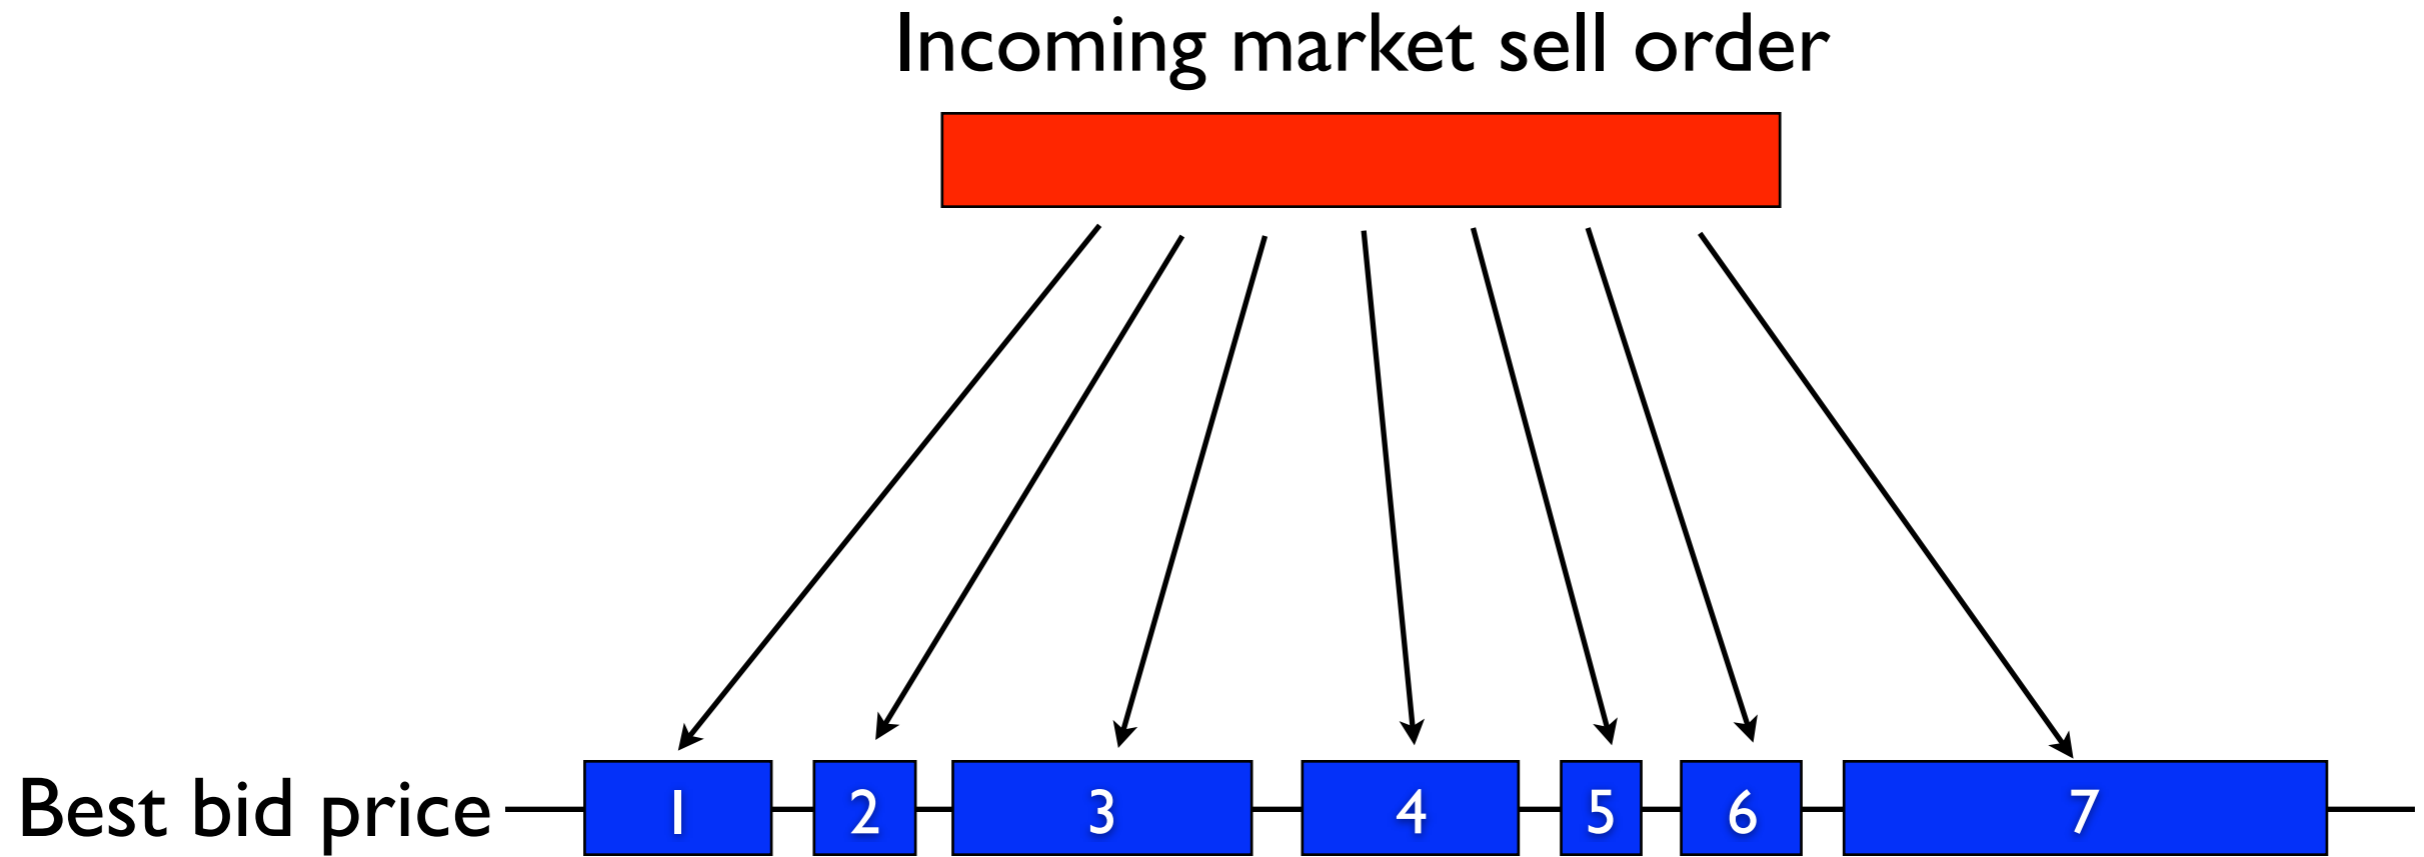 Incoming market sell order
Best bid price 1 2 3 4 5 6 7